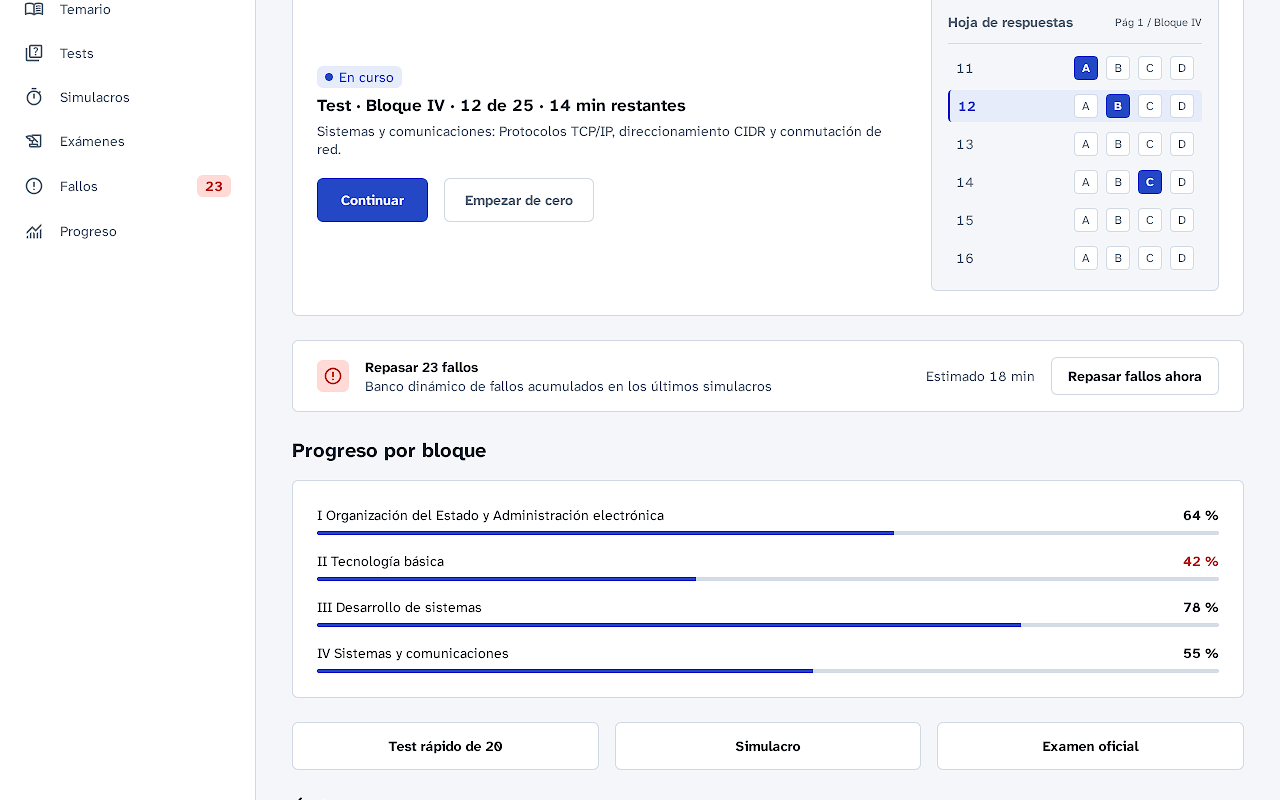 Temario
Tests
Simulacros
Exámenes
Fallos 23
Progreso
En curso
Test · Bloque IV · 12 de 25 · 14 min restantes
Sistemas y comunicaciones: Protocolos TCP/IP, direccionamiento CIDR y conmutación de
red.
Continuar
Empezar de cero
Hoja de respuestas Pág 1 / Bloque IV
11 A B C D
12 A B C D
13 A B C D
14 A B C D
15 A B C D
16 A B C D
Repasar 23 fallos
Banco dinámico de fallos acumulados en los últimos simulacros
Estimado 18 min
Repasar fallos ahora
Progreso por bloque
I Organización del Estado y Administración electrónica 64 %
II Tecnología básica 42 %
III Desarrollo de sistemas 78 %
IV Sistemas y comunicaciones 55 %
Test rápido de 20
Simulacro
Examen oficial